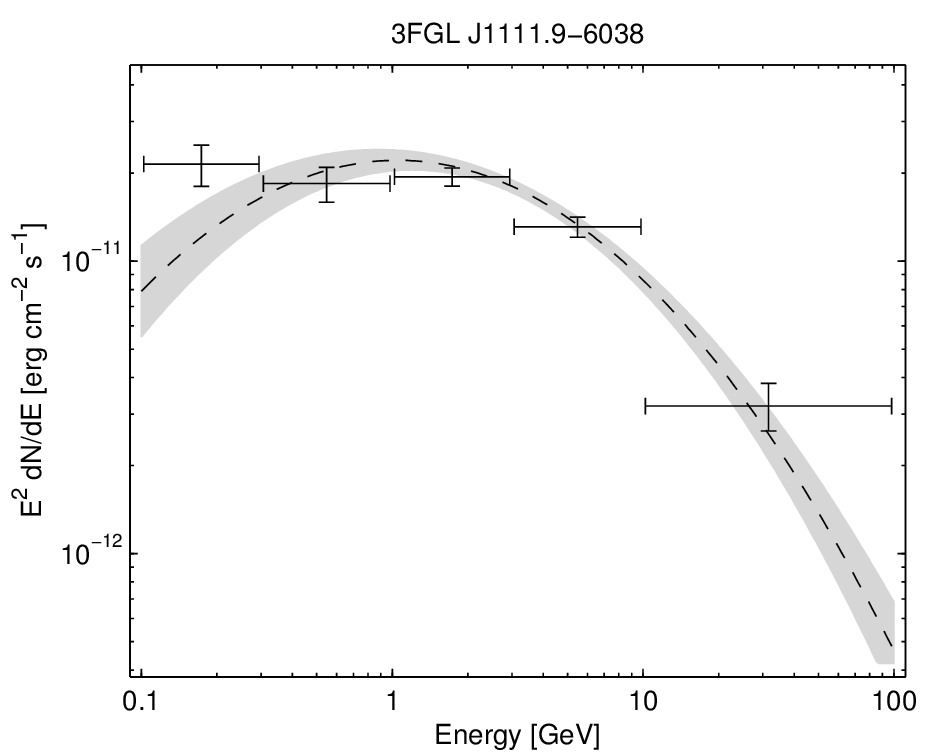 3FGL J1111.9−6038
E² dN/dE [erg cm⁻² s⁻¹]
10⁻¹¹
10⁻¹²
0.1 1 10 100
Energy [GeV]